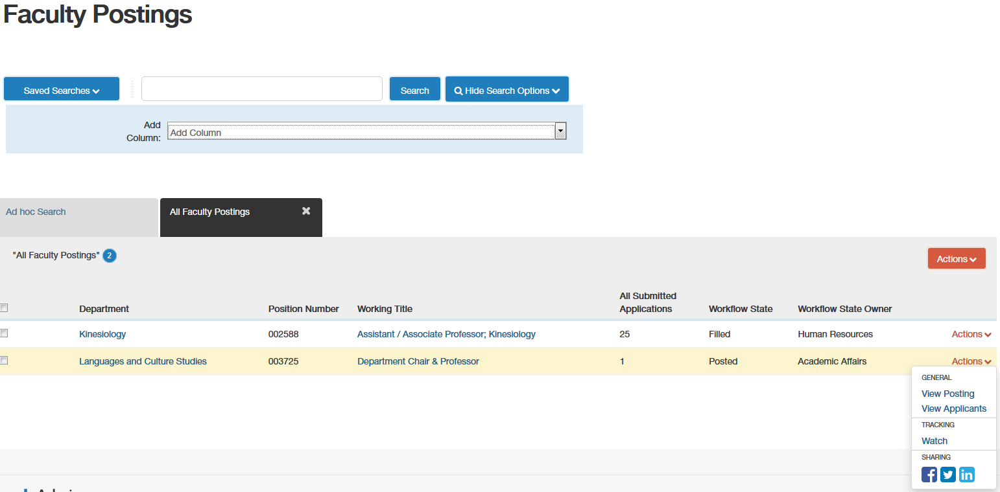 Faculty Postings
Saved Searches
Search
Hide Search Options
Add
Column:
Add Column
Ad hoc Search
All Faculty Postings
"All Faculty Postings" 2
Actions
All Submitted
Department Position Number Working Title Applications Workflow State Workflow State Owner
Kinesiology 002588 Assistant / Associate Professor; Kinesiology 25 Filled Human Resources Actions
Languages and Culture Studies 003725 Department Chair & Professor 1 Posted Academic Affairs Actions
GENERAL
View Posting
View Applicants
TRACKING
Watch
SHARING